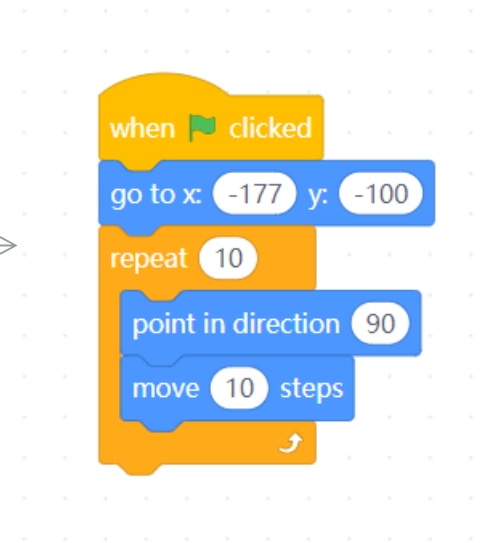 when clicked
go to x: -177 y: -100
repeat 10
point in direction 90
move 10 steps